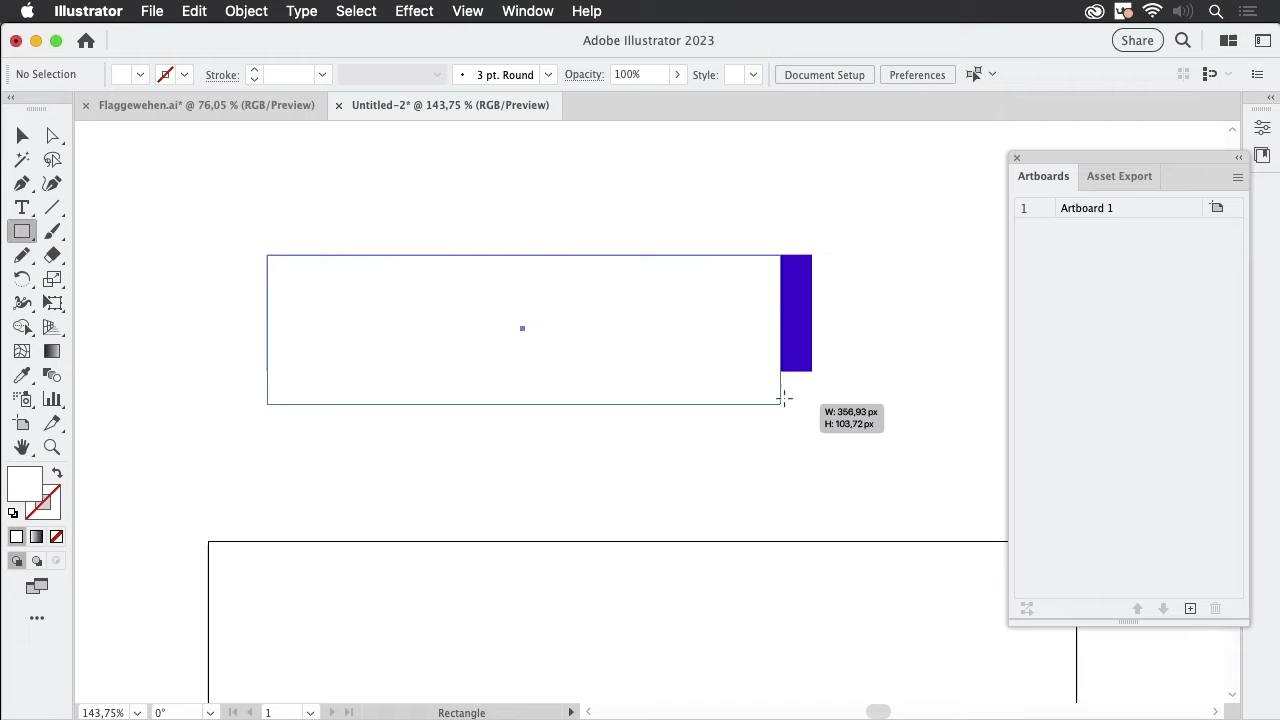 Illustrator File Edit Object Type Select Effect View Window Help
Adobe Illustrator 2023
Share
No Selection
Stroke:
3 pt. Round
Opacity:
100%
Style:
Document Setup
Preferences
Flaggewehen.ai* @ 76,05 % (RGB/Preview)
Untitled-2* @ 143,75 % (RGB/Preview)
Artboards
Asset Export
1
Artboard 1
W: 356,93 px
H: 103,72 px
143,75%
0°
1
Rectangle